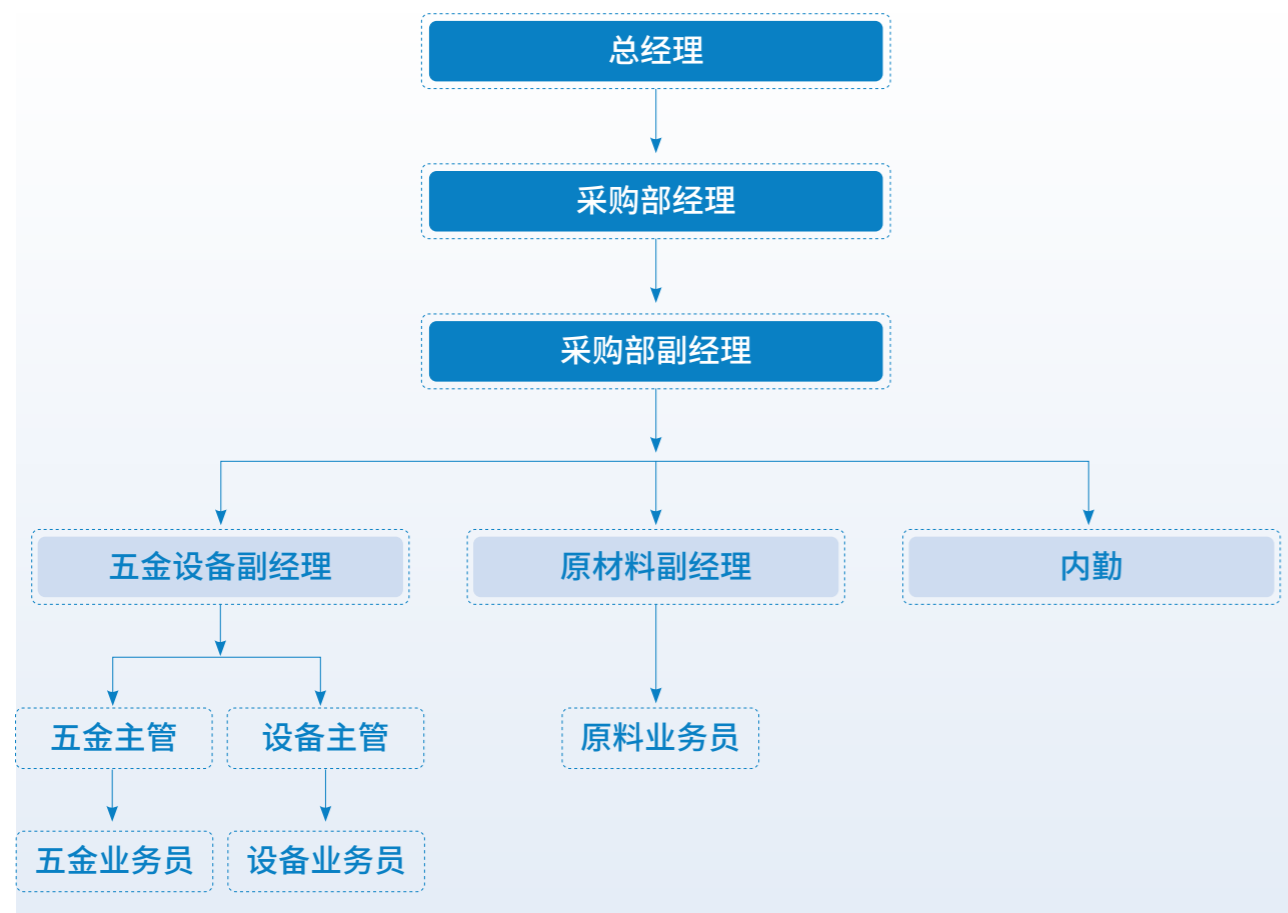 总经理
采购部经理
采购部副经理
五金设备副经理
原材料副经理
内勤
五金主管
设备主管
原料业务员
五金业务员
设备业务员